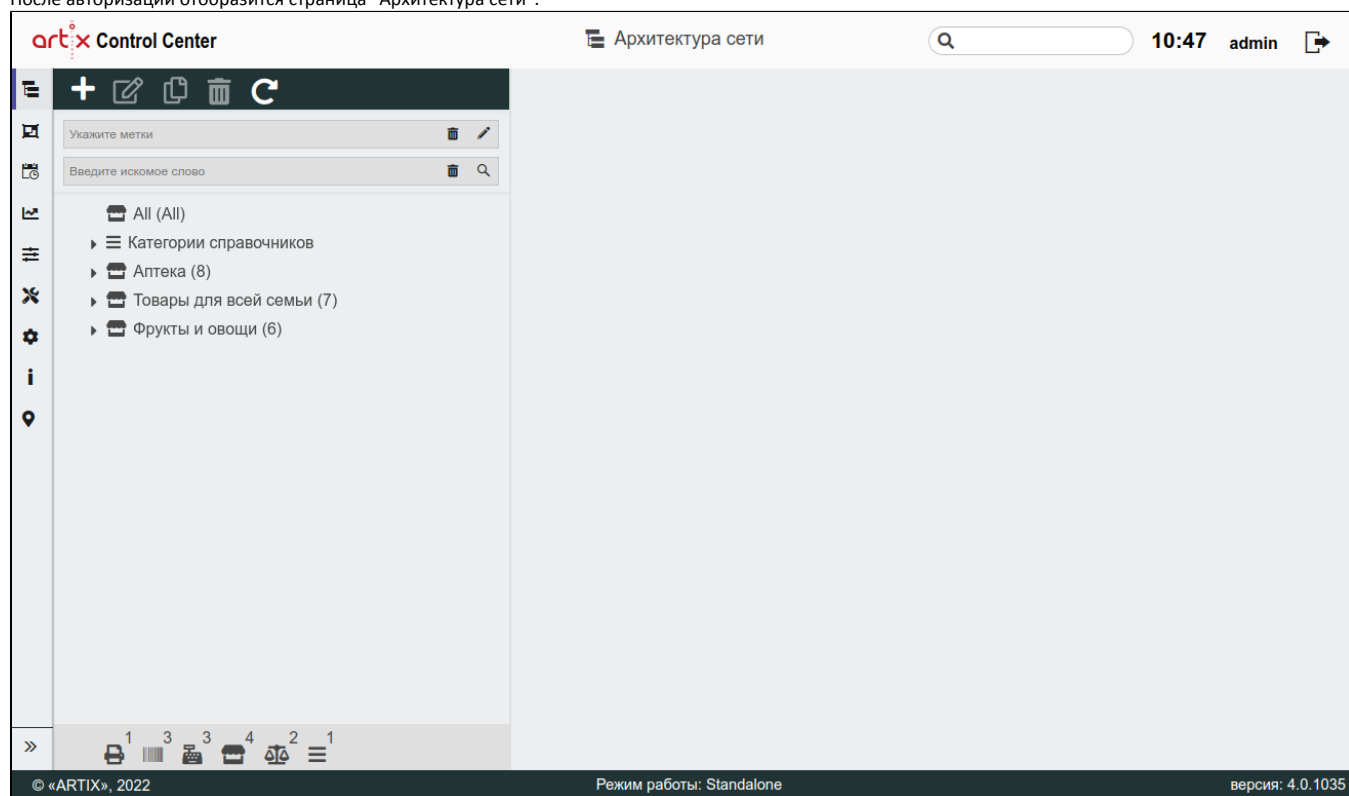 После авторизации отобразится страница "Архитектура сети".
artix Control Center
Архитектура сети
10:47
admin
Укажите метки
Введите искомое слово
All (All)
Категории справочников
Аптека (8)
Товары для всей семьи (7)
Фрукты и овощи (6)
1 3 3 4 2 1
© «ARTIX», 2022
Режим работы: Standalone
версия: 4.0.1035